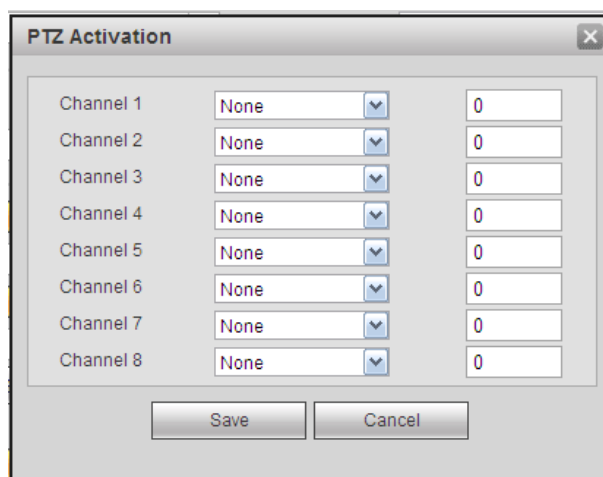 PTZ Activation
Channel 1 None 0
Channel 2 None 0
Channel 3 None 0
Channel 4 None 0
Channel 5 None 0
Channel 6 None 0
Channel 7 None 0
Channel 8 None 0
Save Cancel